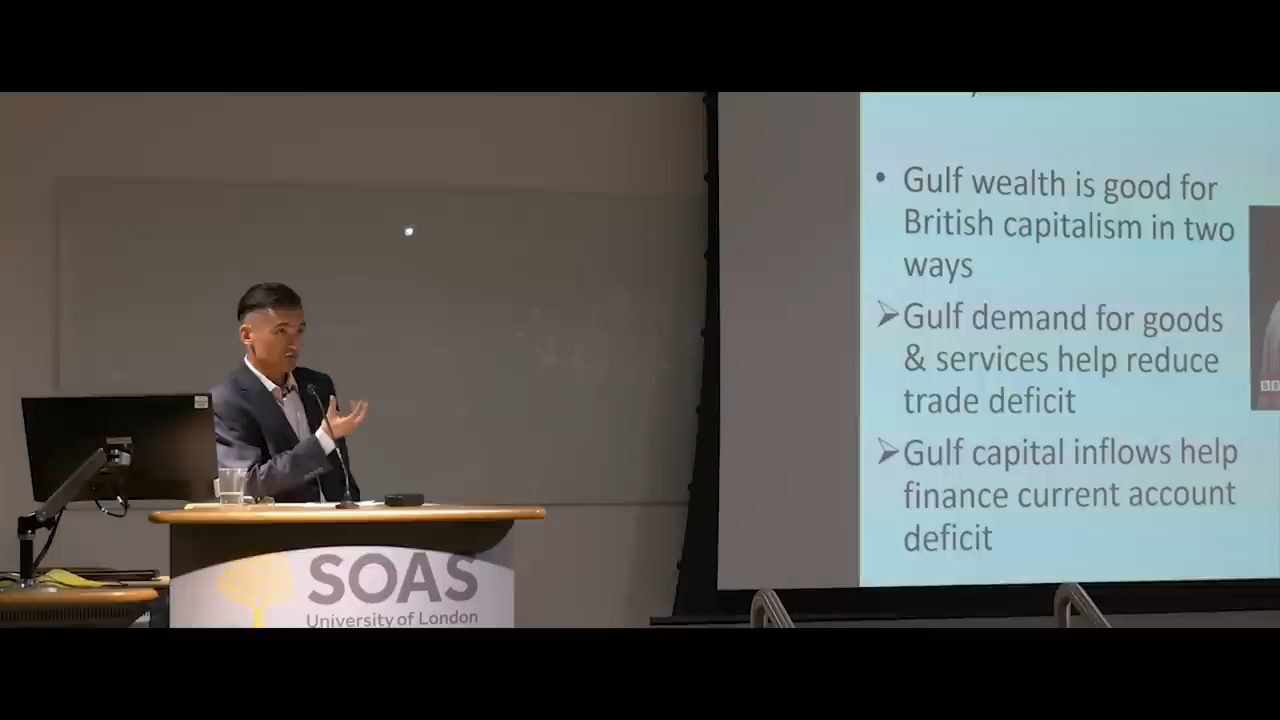 • Gulf wealth is good for
British capitalism in two
ways
➢Gulf demand for goods
& services help reduce
trade deficit
➢Gulf capital inflows help
finance current account
deficit
SOAS
University of London